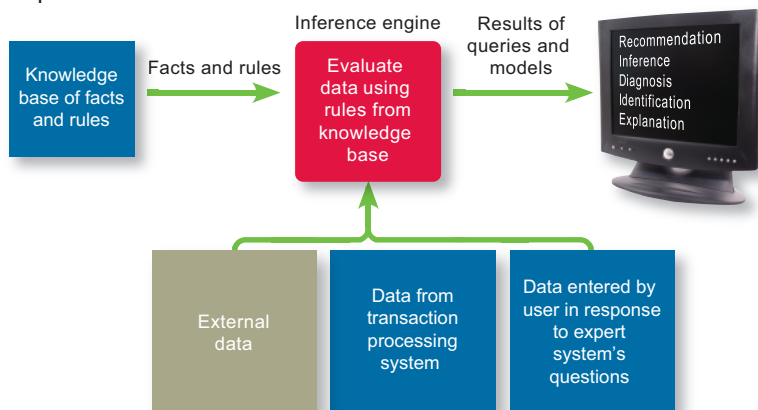 Inference engine
Results of
queries and
models
Knowledge
base of facts
and rules
Facts and rules
Evaluate
data using
rules from
knowledge
base
Recommendation
Inference
Diagnosis
Identification
Explanation
External
data
Data from
transaction
processing
system
Data entered by
user in response
to expert
system's
questions